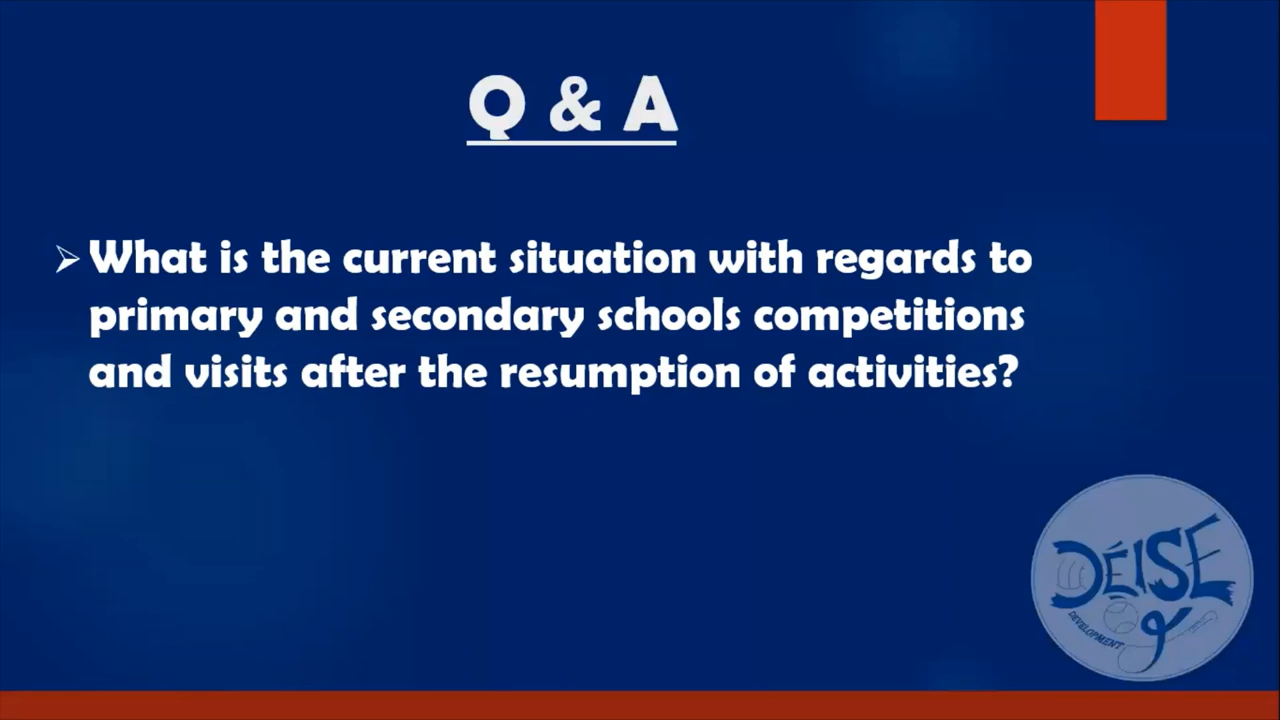 Q & A
➢ What is the current situation with regards to
primary and secondary schools competitions
and visits after the resumption of activities?
DÉISE
DEVELOPMENT